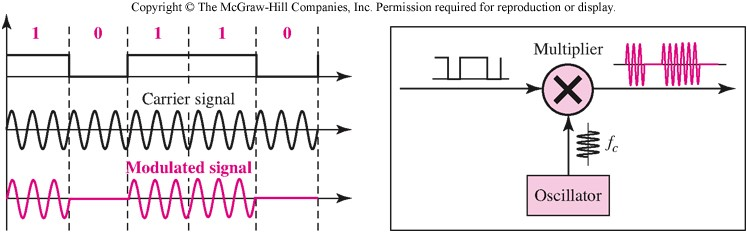 Copyright © The McGraw-Hill Companies, Inc. Permission required for reproduction or display.
1 0 1 1 0
Carrier signal
Modulated signal
Multiplier
fc
Oscillator